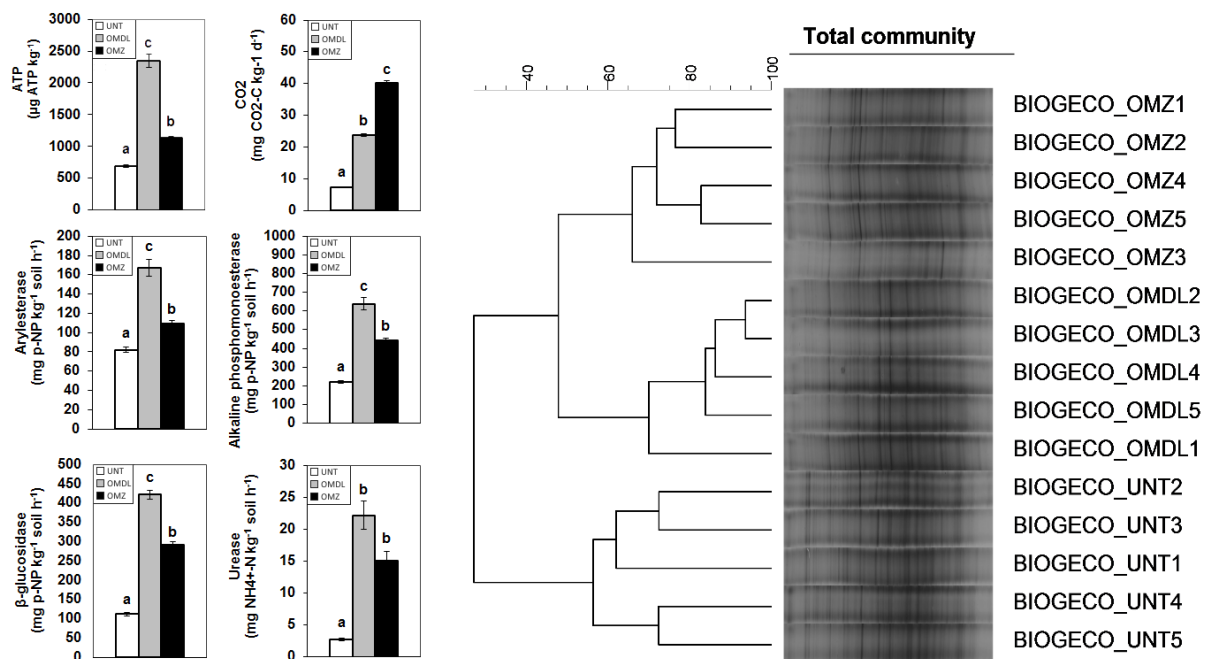 ATP
(µg ATP kg-1)
3000
2500
2000
1500
1000
500
0
UNT
OMDL
OMZ
a
c
b
CO2
(mg CO2-C kg-1 d-1)
60
50
40
30
20
10
0
UNT
OMDL
OMZ
a
b
c
Arylesterase
(mg p-NP kg-1 soil h-1)
200
180
160
140
120
100
80
60
40
20
0
UNT
OMDL
OMZ
a
c
b
Alkaline phosphomonoesterase
(mg p-NP kg-1 soil h-1)
1000
900
800
700
600
500
400
300
200
100
0
UNT
OMDL
OMZ
a
c
b
β-glucosidase
(mg p-NP kg-1 soil h-1)
500
450
400
350
300
250
200
150
100
50
0
UNT
OMDL
OMZ
a
c
b
Urease
(mg NH4+-N kg-1 soil h-1)
30
25
20
15
10
5
0
UNT
OMDL
OMZ
a
b
b
Total community
40
60
80
100
BIOGECO_OMZ1
BIOGECO_OMZ2
BIOGECO_OMZ4
BIOGECO_OMZ5
BIOGECO_OMZ3
BIOGECO_OMDL2
BIOGECO_OMDL3
BIOGECO_OMDL4
BIOGECO_OMDL5
BIOGECO_OMDL1
BIOGECO_UNT2
BIOGECO_UNT3
BIOGECO_UNT1
BIOGECO_UNT4
BIOGECO_UNT5